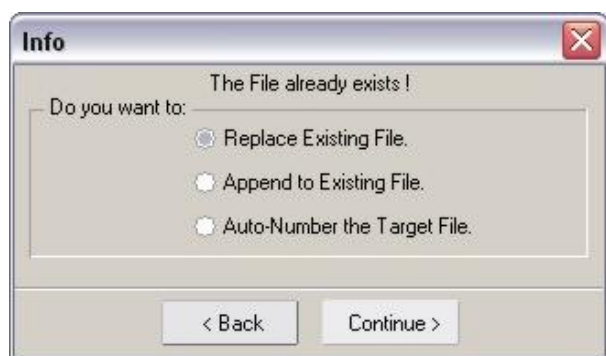 Info
The File already exists !
Do you want to:
Replace Existing File.
Append to Existing File.
Auto-Number the Target File.
< Back
Continue >